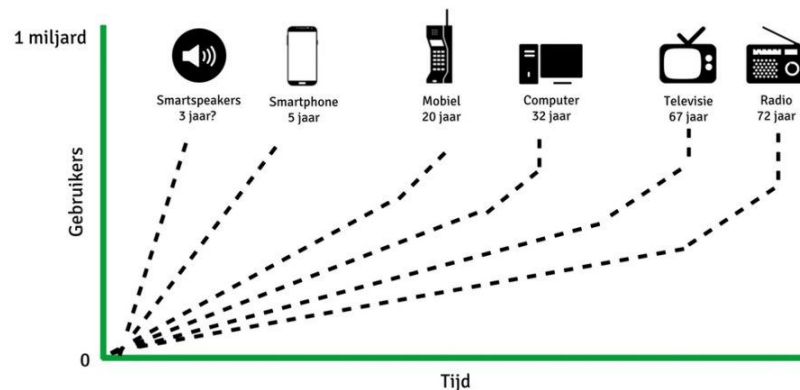 1 miljard
Smartspeakers
3 jaar?
Smartphone
5 jaar
Mobiel
20 jaar
Computer
32 jaar
Televisie
67 jaar
Radio
72 jaar
Gebruikers
0
Tijd